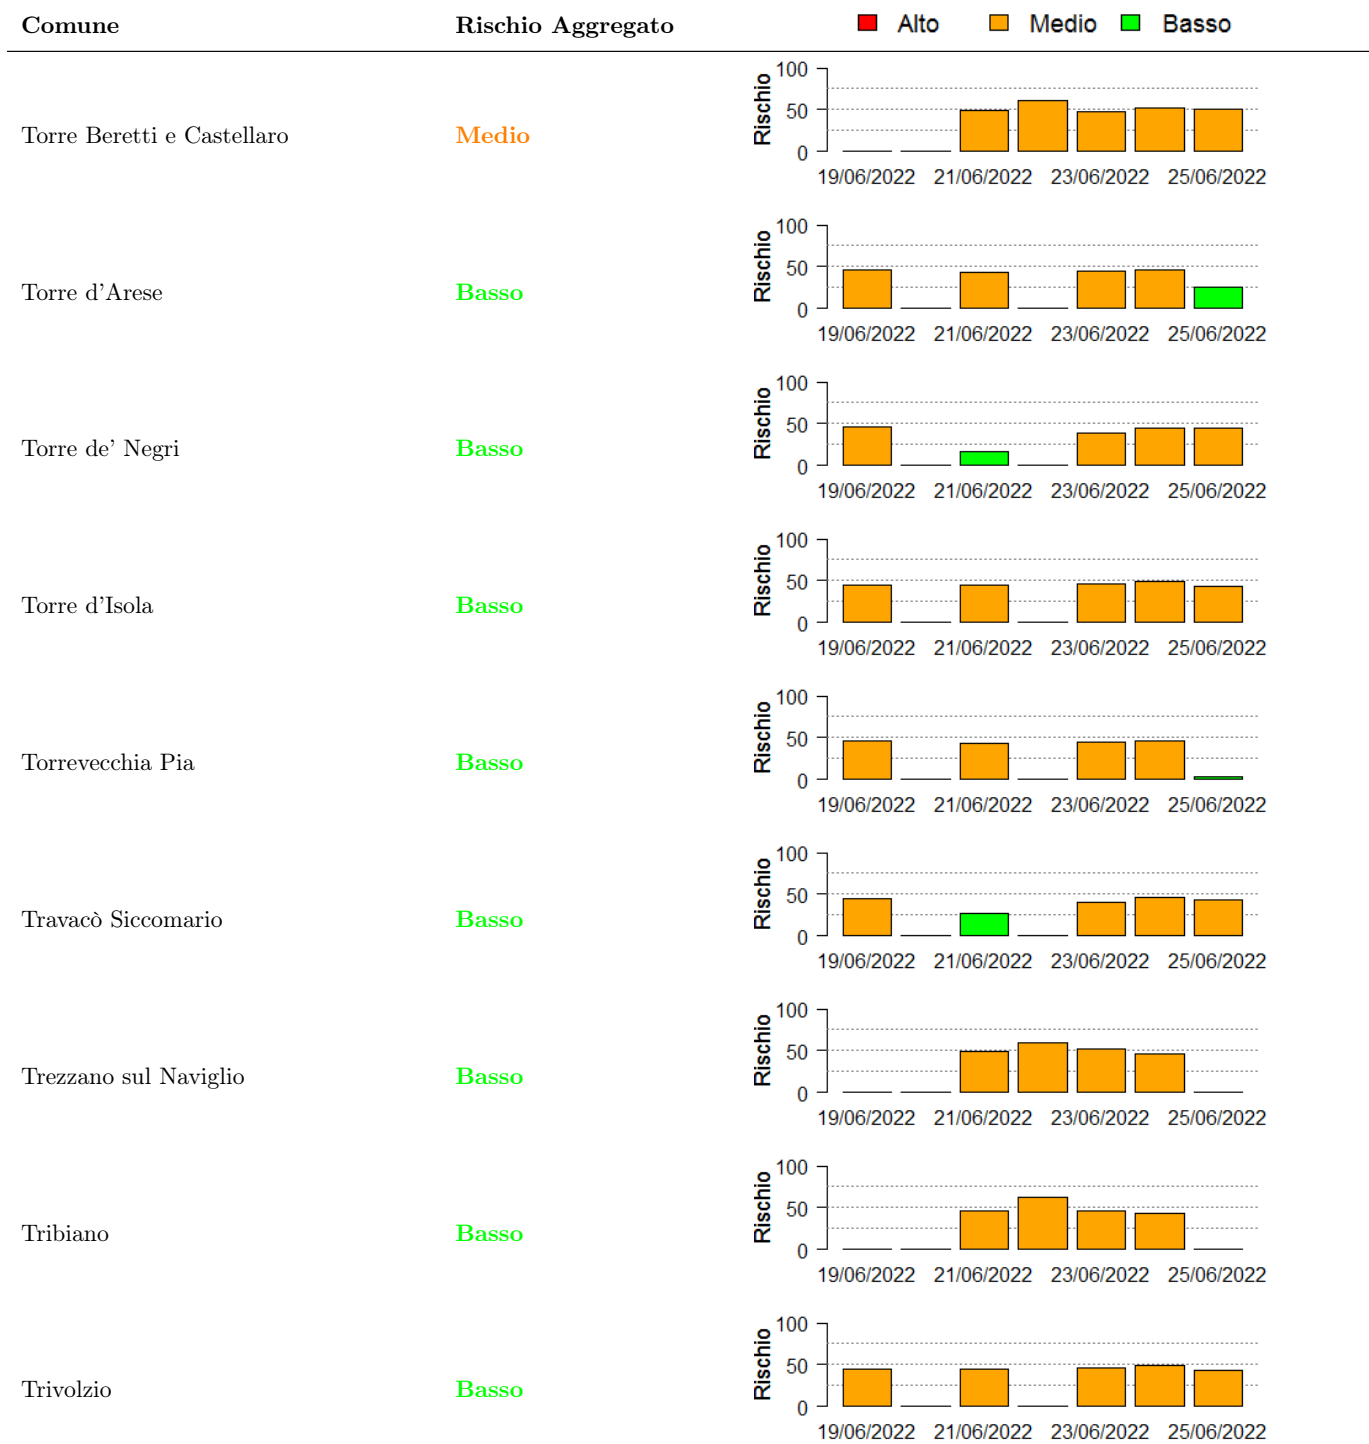 Comune Rischio Aggregato Alto Medio Basso
100
50
0
Rischio
Torre Beretti e Castellaro Medio
19/06/2022 21/06/2022 23/06/2022 25/06/2022
100
50
0
Rischio
Torre d'Arese Basso
19/06/2022 21/06/2022 23/06/2022 25/06/2022
100
50
0
Rischio
Torre de' Negri Basso
19/06/2022 21/06/2022 23/06/2022 25/06/2022
100
50
0
Rischio
Torre d'Isola Basso
19/06/2022 21/06/2022 23/06/2022 25/06/2022
100
50
0
Rischio
Torrevecchia Pia Basso
19/06/2022 21/06/2022 23/06/2022 25/06/2022
100
50
0
Rischio
Travacò Siccomario Basso
19/06/2022 21/06/2022 23/06/2022 25/06/2022
100
50
0
Rischio
Trezzano sul Naviglio Basso
19/06/2022 21/06/2022 23/06/2022 25/06/2022
100
50
0
Rischio
Tribiano Basso
19/06/2022 21/06/2022 23/06/2022 25/06/2022
100
50
0
Rischio
Trivolzio Basso
19/06/2022 21/06/2022 23/06/2022 25/06/2022